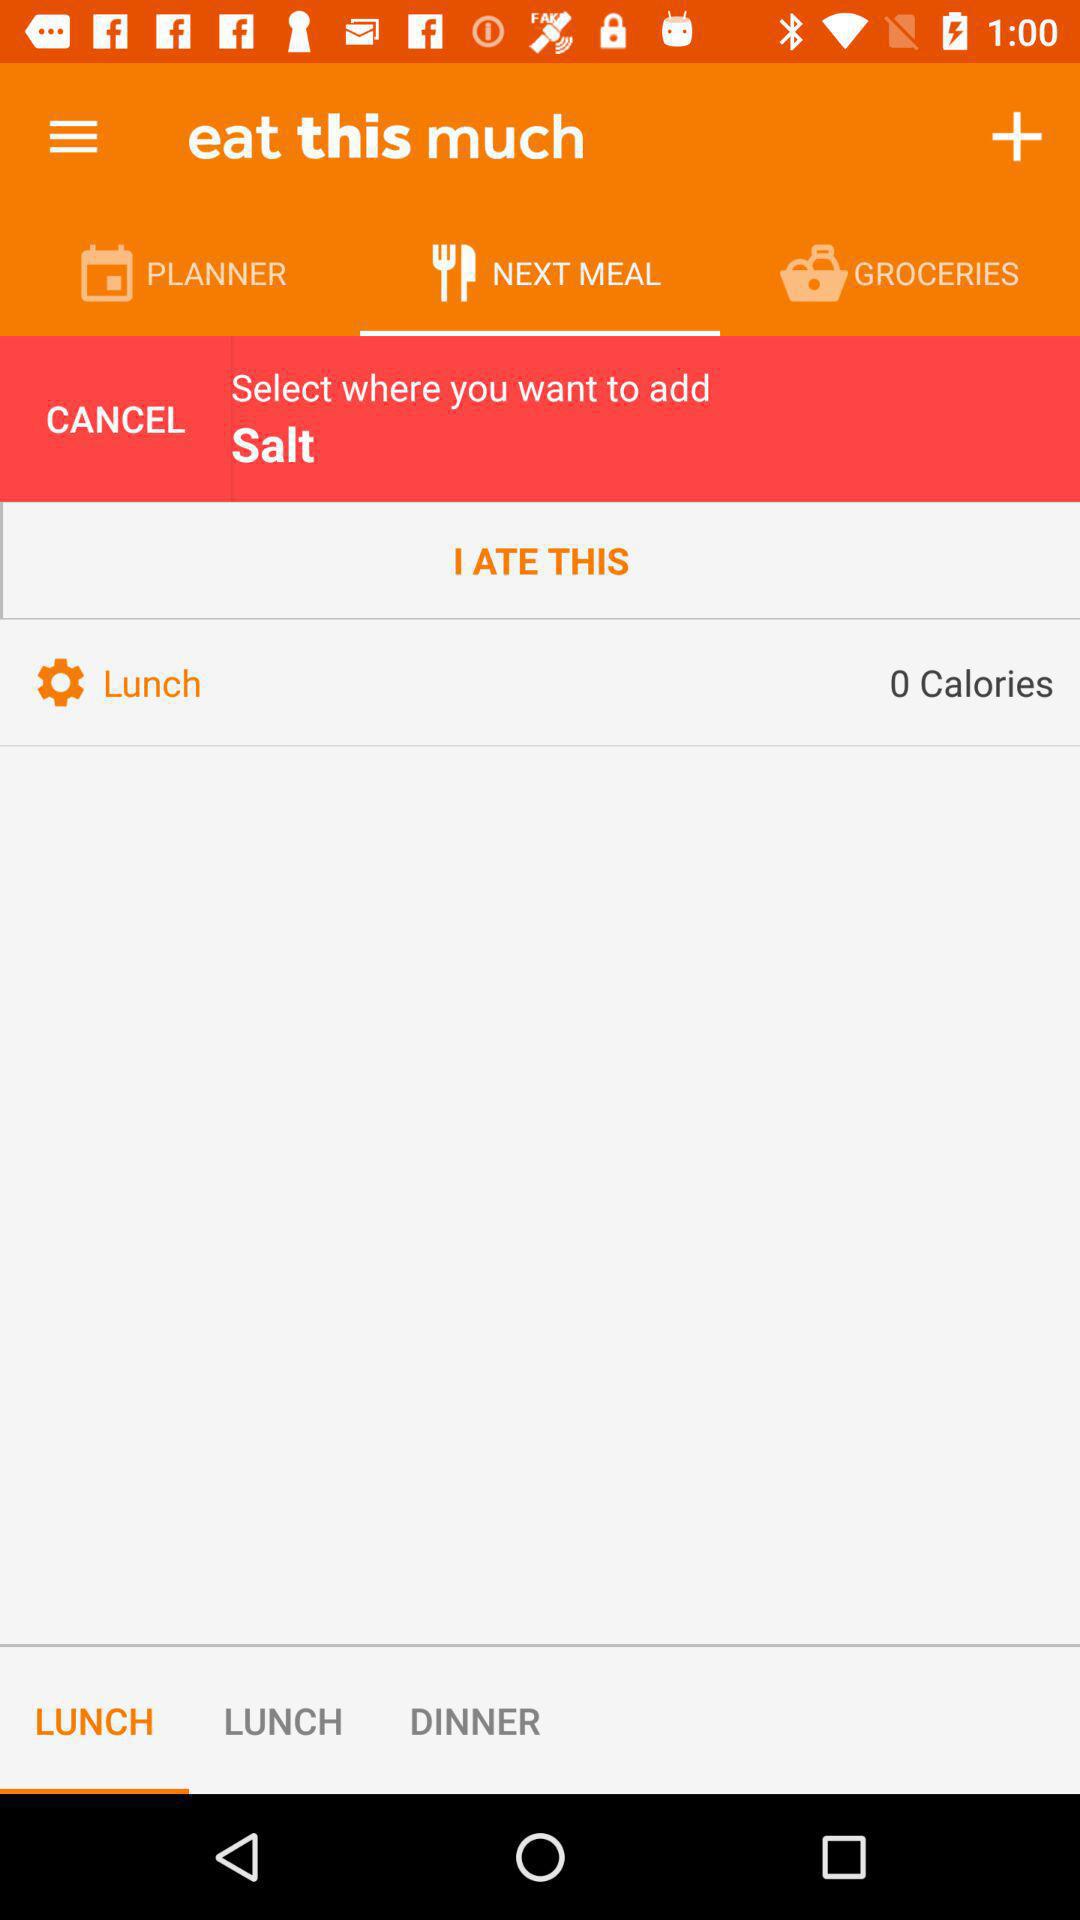 FAKE
1:00
eat this much
PLANNER
NEXT MEAL
GROCERIES
CANCEL
Select where you want to add
Salt
I ATE THIS
Lunch
0 Calories
LUNCH
LUNCH
DINNER